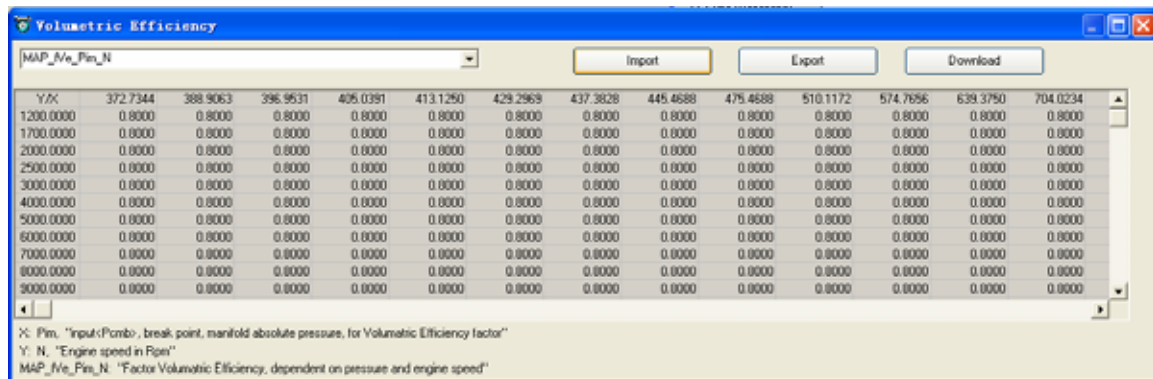 Volumetric Efficiency
MAP_fVe_Pim_N Import Export Download
Y/X 372.7344 388.9063 396.9531 405.0391 413.1250 429.2969 437.3828 445.4688 475.4688 510.1172 574.7656 639.3750 704.0234
1200.0000 0.8000 0.8000 0.8000 0.8000 0.8000 0.8000 0.8000 0.8000 0.8000 0.8000 0.8000 0.8000 0.8000
1700.0000 0.8000 0.8000 0.8000 0.8000 0.8000 0.8000 0.8000 0.8000 0.8000 0.8000 0.8000 0.8000 0.8000
2000.0000 0.8000 0.8000 0.8000 0.8000 0.8000 0.8000 0.8000 0.8000 0.8000 0.8000 0.8000 0.8000 0.8000
2500.0000 0.8000 0.8000 0.8000 0.8000 0.8000 0.8000 0.8000 0.8000 0.8000 0.8000 0.8000 0.8000 0.8000
3000.0000 0.8000 0.8000 0.8000 0.8000 0.8000 0.8000 0.8000 0.8000 0.8000 0.8000 0.8000 0.8000 0.8000
4000.0000 0.8000 0.8000 0.8000 0.8000 0.8000 0.8000 0.8000 0.8000 0.8000 0.8000 0.8000 0.8000 0.8000
5000.0000 0.8000 0.8000 0.8000 0.8000 0.8000 0.8000 0.8000 0.8000 0.8000 0.8000 0.8000 0.8000 0.8000
6000.0000 0.8000 0.8000 0.8000 0.8000 0.8000 0.8000 0.8000 0.8000 0.8000 0.8000 0.8000 0.8000 0.8000
7000.0000 0.8000 0.8000 0.8000 0.8000 0.8000 0.8000 0.8000 0.8000 0.8000 0.8000 0.8000 0.8000 0.8000
8000.0000 0.8000 0.8000 0.8000 0.8000 0.8000 0.8000 0.8000 0.8000 0.8000 0.8000 0.8000 0.8000 0.8000
9000.0000 0.8000 0.8000 0.8000 0.8000 0.8000 0.8000 0.8000 0.8000 0.8000 0.8000 0.8000 0.8000 0.8000
X: Pim, "input<Pcmb>, break point, manifold absolute pressure, for Volumatric Efficiency factor"
Y: N, "Engine speed in Rpm"
MAP_fVe_Pim_N: "Factor Volumatric Efficiency, dependent on pressure and engine speed"